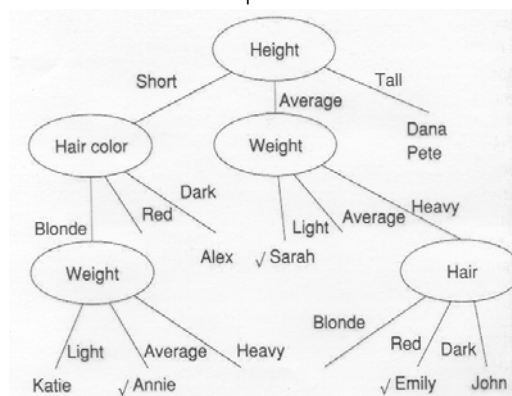 Height
Short
Average
Tall
Dana
Pete
Hair color
Weight
Blonde
Red
Dark
Light
Average
Heavy
Alex
√ Sarah
Weight
Hair
Light
Average
Heavy
Blonde
Red
Dark
Katie
√ Annie
√ Emily
John